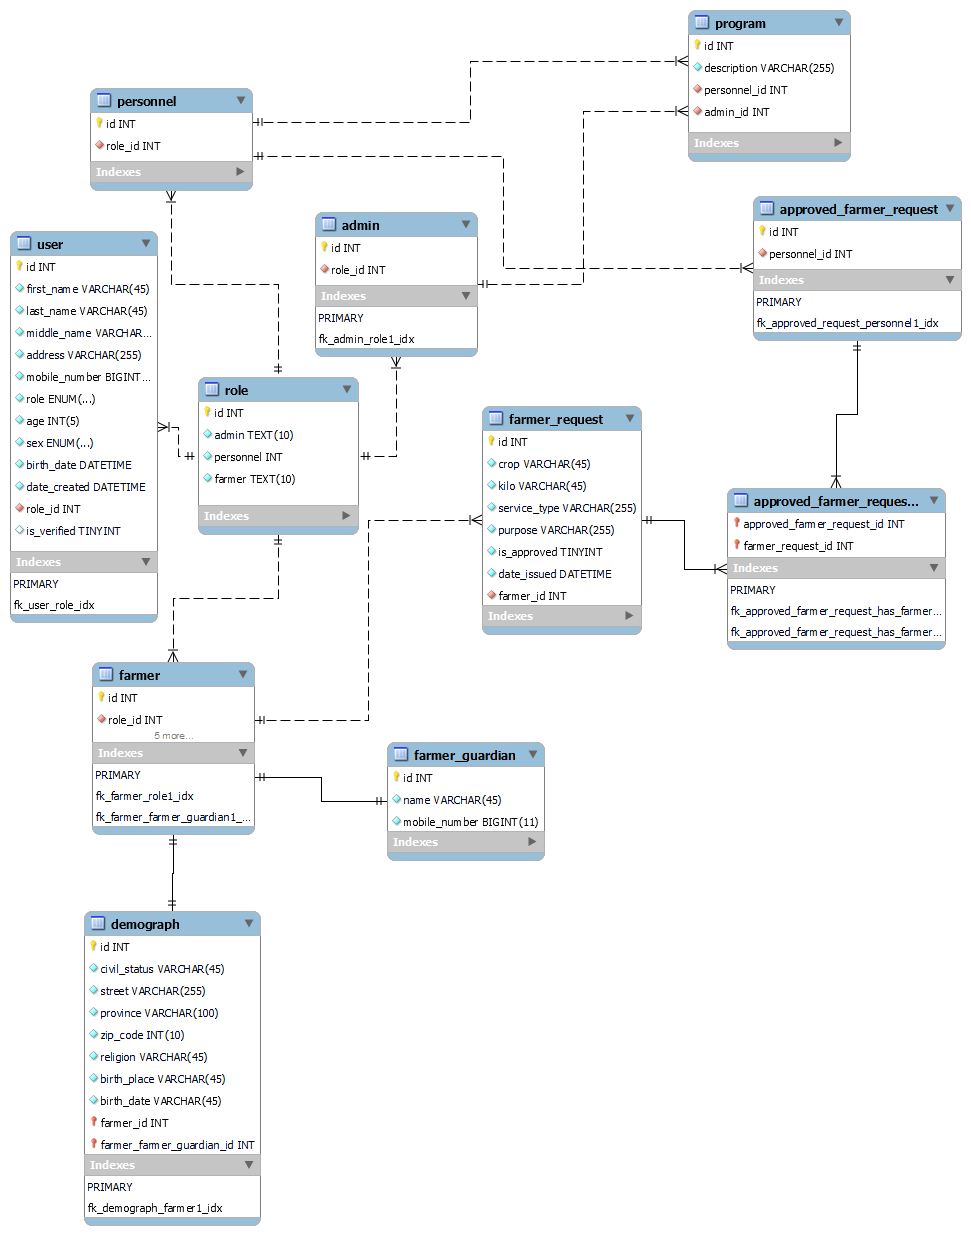 program
id INT
description VARCHAR(255)
personnel_id INT
admin_id INT
Indexes
personnel
id INT
role_id INT
Indexes
approved_farmer_request
id INT
personnel_id INT
Indexes
PRIMARY
fk_approved_request_personnel1_idx
admin
id INT
role_id INT
Indexes
PRIMARY
fk_admin_role1_idx
user
id INT
first_name VARCHAR(45)
last_name VARCHAR(45)
middle_name VARCHAR...
address VARCHAR(255)
mobile_number BIGINT...
role ENUM(...)
age INT(5)
sex ENUM(...)
birth_date DATETIME
date_created DATETIME
role_id INT
is_verified TINYINT
Indexes
PRIMARY
fk_user_role_idx
role
id INT
admin TEXT(10)
personnel INT
farmer TEXT(10)
Indexes
farmer_request
id INT
crop VARCHAR(45)
kilo VARCHAR(45)
service_type VARCHAR(255)
purpose VARCHAR(255)
is_approved TINYINT
date_issued DATETIME
farmer_id INT
Indexes
approved_farmer_reques...
approved_farmer_request_id INT
farmer_request_id INT
Indexes
PRIMARY
fk_approved_farmer_request_has_farmer...
fk_approved_farmer_request_has_farmer...
farmer
id INT
role_id INT
5 more...
Indexes
PRIMARY
fk_farmer_role1_idx
fk_farmer_farmer_guardian1_...
farmer_guardian
id INT
name VARCHAR(45)
mobile_number BIGINT(11)
Indexes
demograph
id INT
civil_status VARCHAR(45)
street VARCHAR(255)
province VARCHAR(100)
zip_code INT(10)
religion VARCHAR(45)
birth_place VARCHAR(45)
birth_date VARCHAR(45)
farmer_id INT
farmer_farmer_guardian_id INT
Indexes
PRIMARY
fk_demograph_farmer1_idx